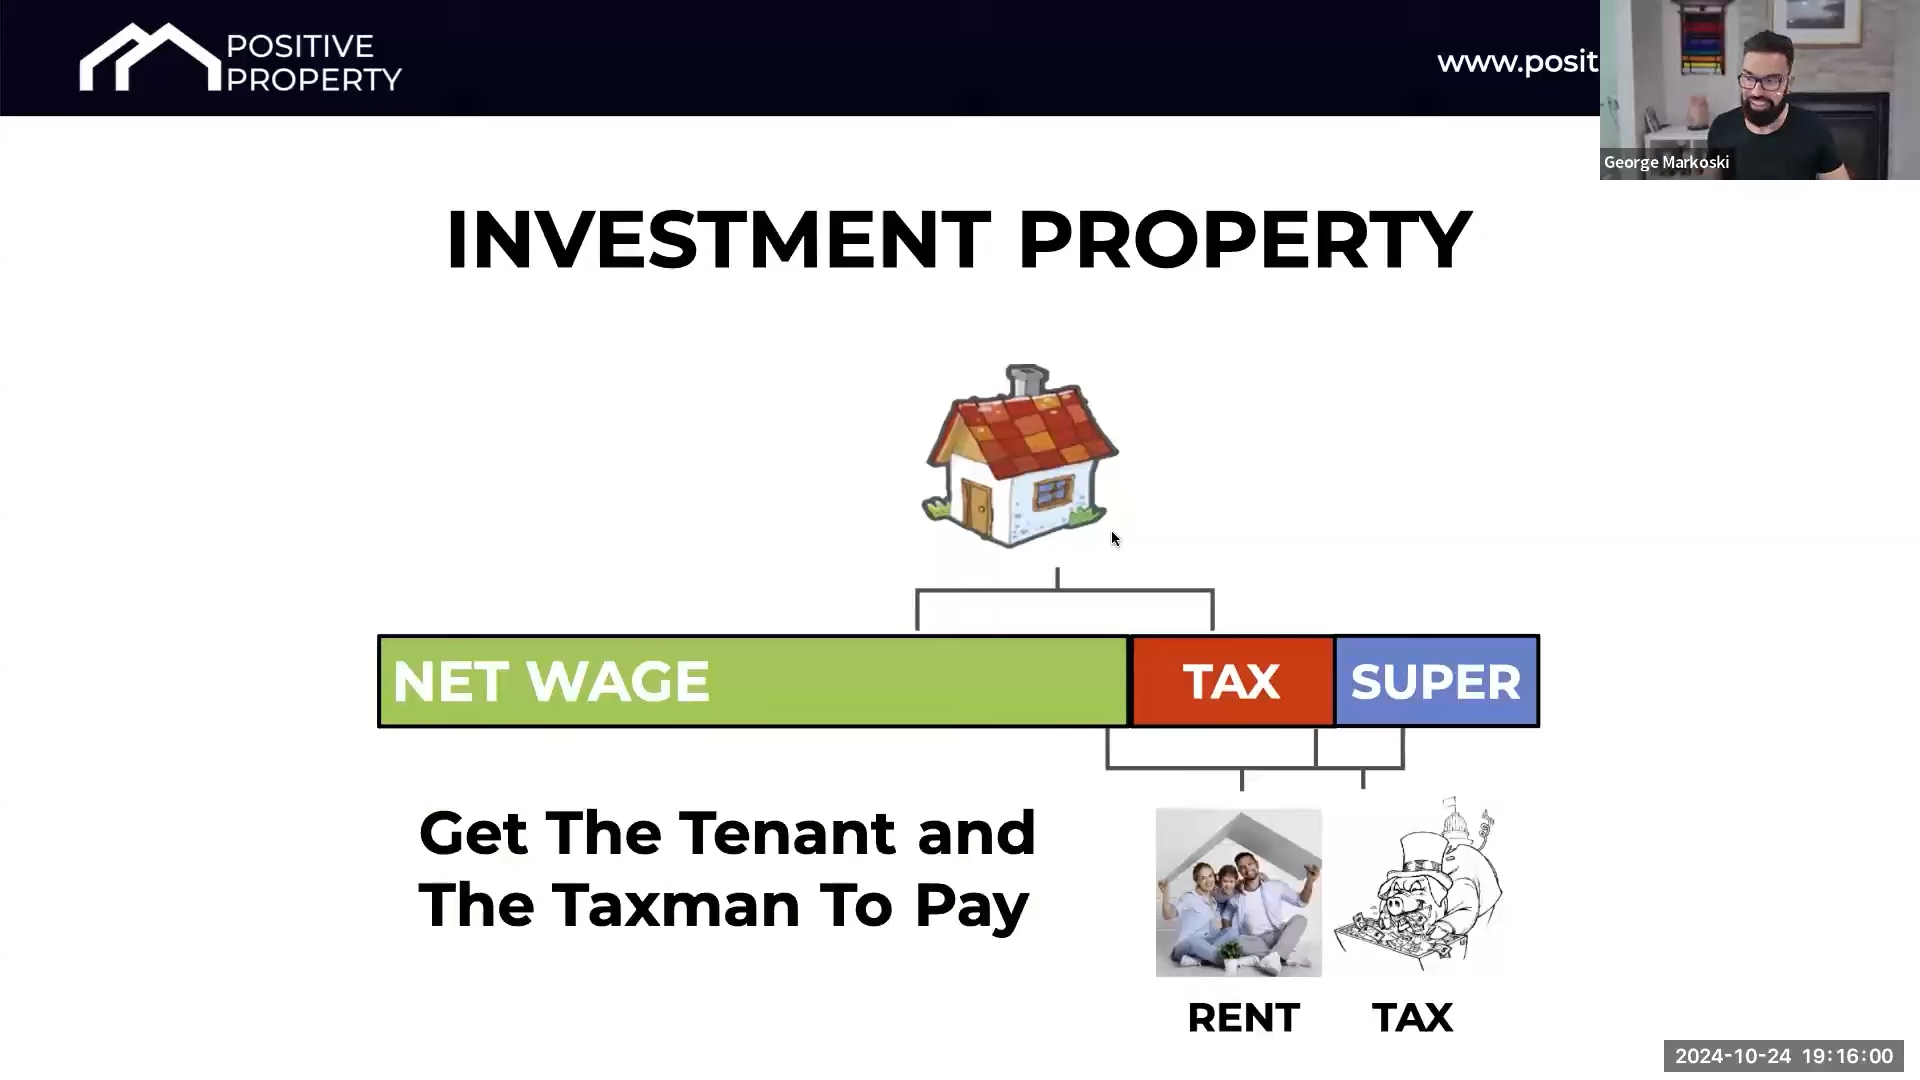 POSITIVE
PROPERTY
www.posit
George Markoski
INVESTMENT PROPERTY
NET WAGE
TAX
SUPER
Get The Tenant and
The Taxman To Pay
RENT
TAX
2024-10-24 19:16:00